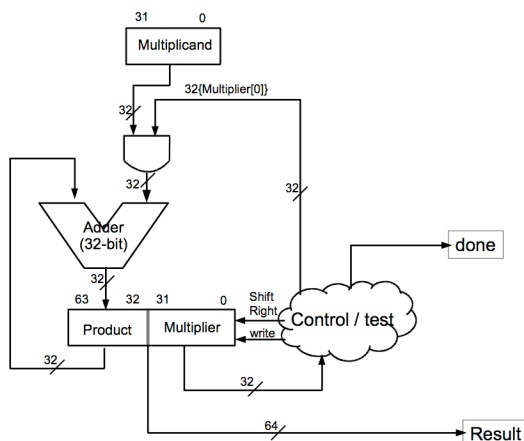 31 0
Multiplicand
32{Multiplier[0]}
32
32
32
Adder
(32-bit)
done
32
63 32 31 0
Shift
Right
Control / test
Product
Multiplier
write
32
32
64
Result